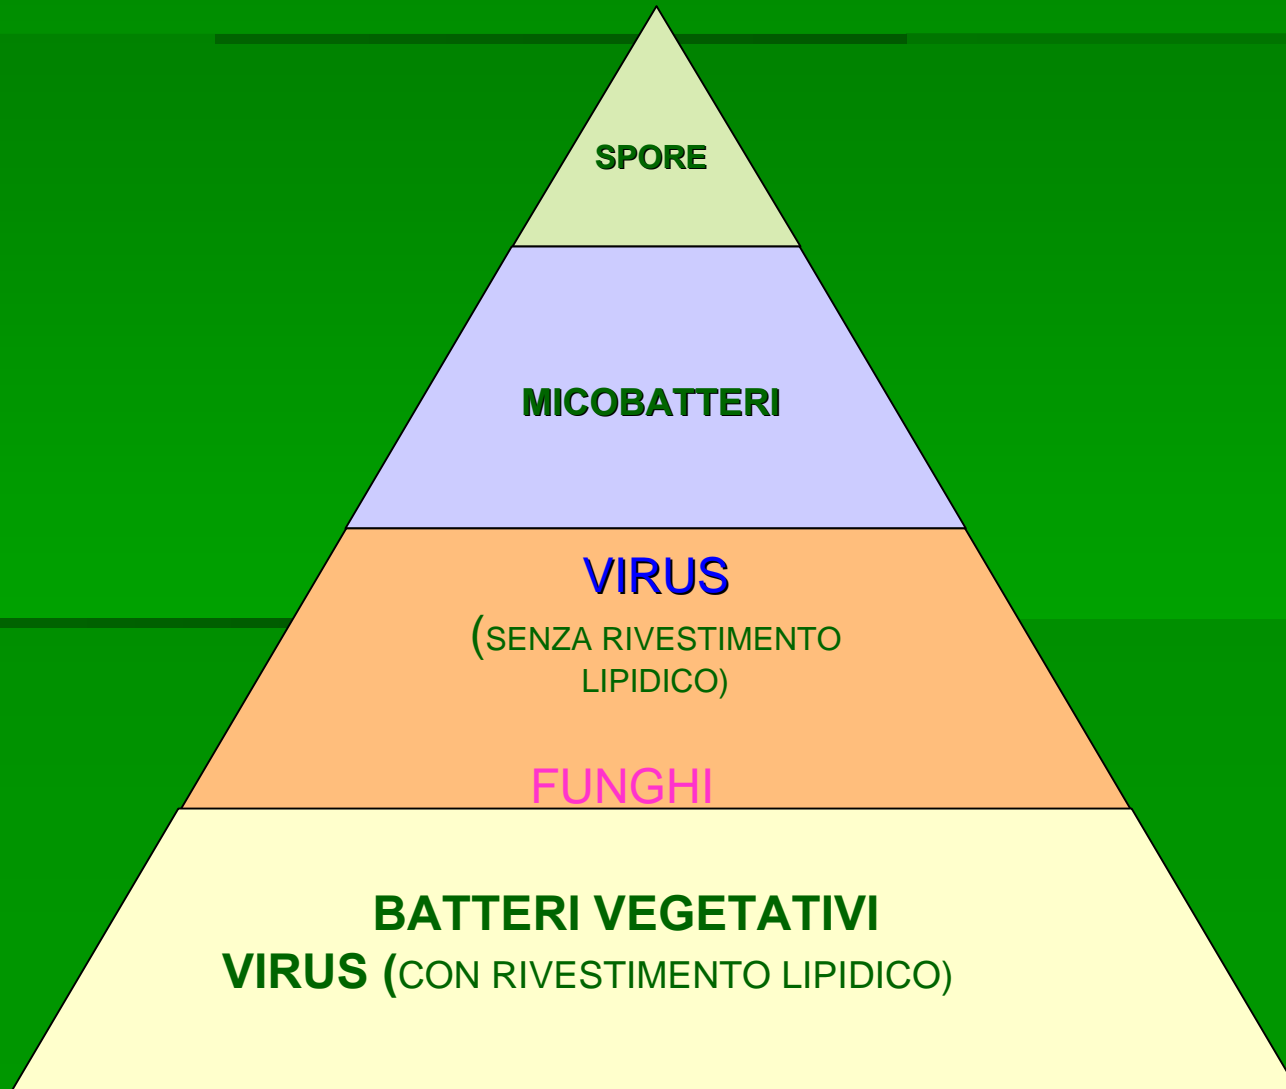 SPORE
MICOBATTERI
VIRUS
(SENZA RIVESTIMENTO
LIPIDICO)
FUNGHI
BATTERI VEGETATIVI
VIRUS (CON RIVESTIMENTO LIPIDICO)